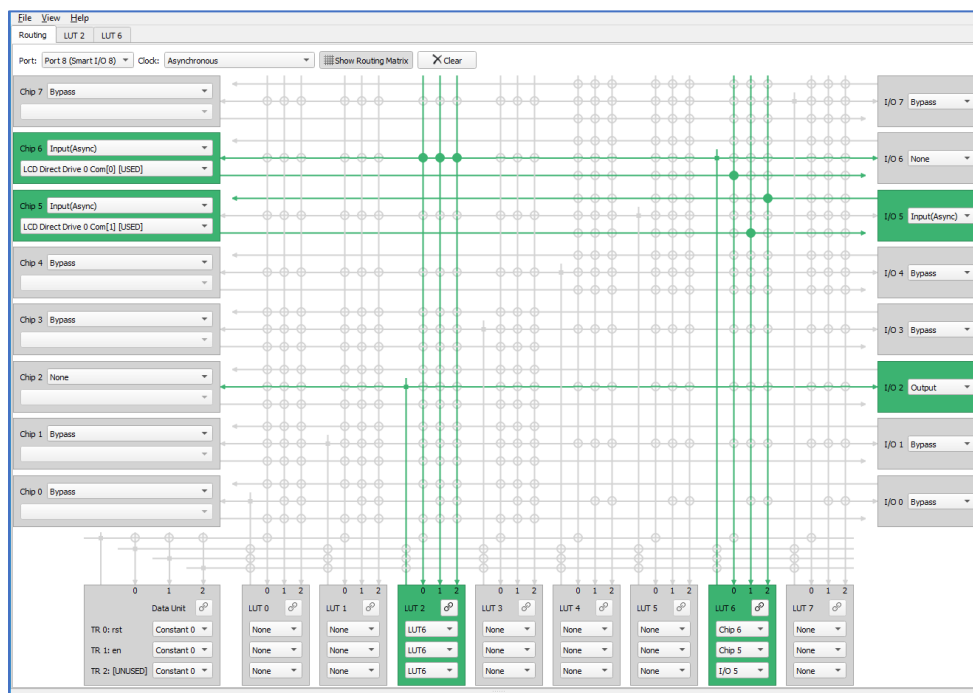 File View Help
Routing LUT 2 LUT 6
Port: Port 8 (Smart I/O 8) Clock: Asynchronous Show Routing Matrix Clear
Chip 7 Bypass
I/O 7 Bypass
Chip 6 Input(Async)
LCD Direct Drive 0 Com[0] [USED]
I/O 6 None
Chip 5 Input(Async)
LCD Direct Drive 0 Com[1] [USED]
I/O 5 Input(Async)
Chip 4 Bypass
I/O 4 Bypass
Chip 3 Bypass
I/O 3 Bypass
Chip 2 None
I/O 2 Output
Chip 1 Bypass
I/O 1 Bypass
Chip 0 Bypass
I/O 0 Bypass
0 1 2 0 1 2 0 1 2 0 1 2 0 1 2 0 1 2 0 1 2 0 1 2 0 1 2
Data Unit LUT 0 LUT 1 LUT 2 LUT 3 LUT 4 LUT 5 LUT 6 LUT 7
TR 0: rst Constant 0 None None LUT6 None None None Chip 6 None
TR 1: en Constant 0 None None LUT6 None None None Chip 5 None
TR 2: [UNUSED] Constant 0 None None LUT6 None None None I/O 5 None